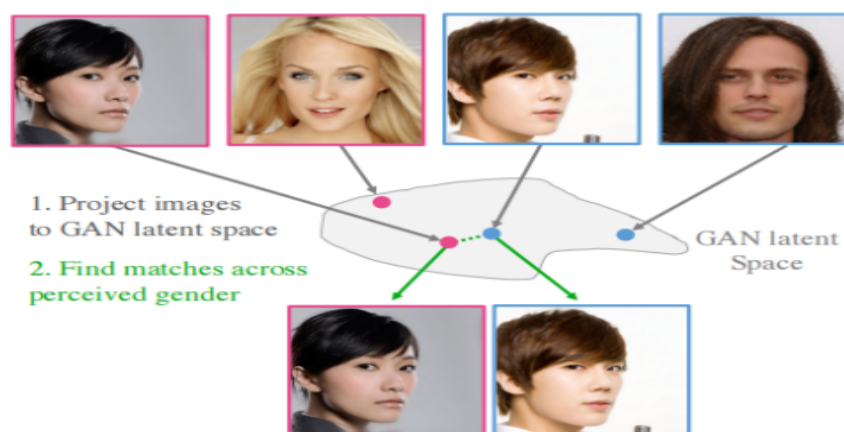 1. Project images
to GAN latent space
2. Find matches across
perceived gender
GAN latent
Space